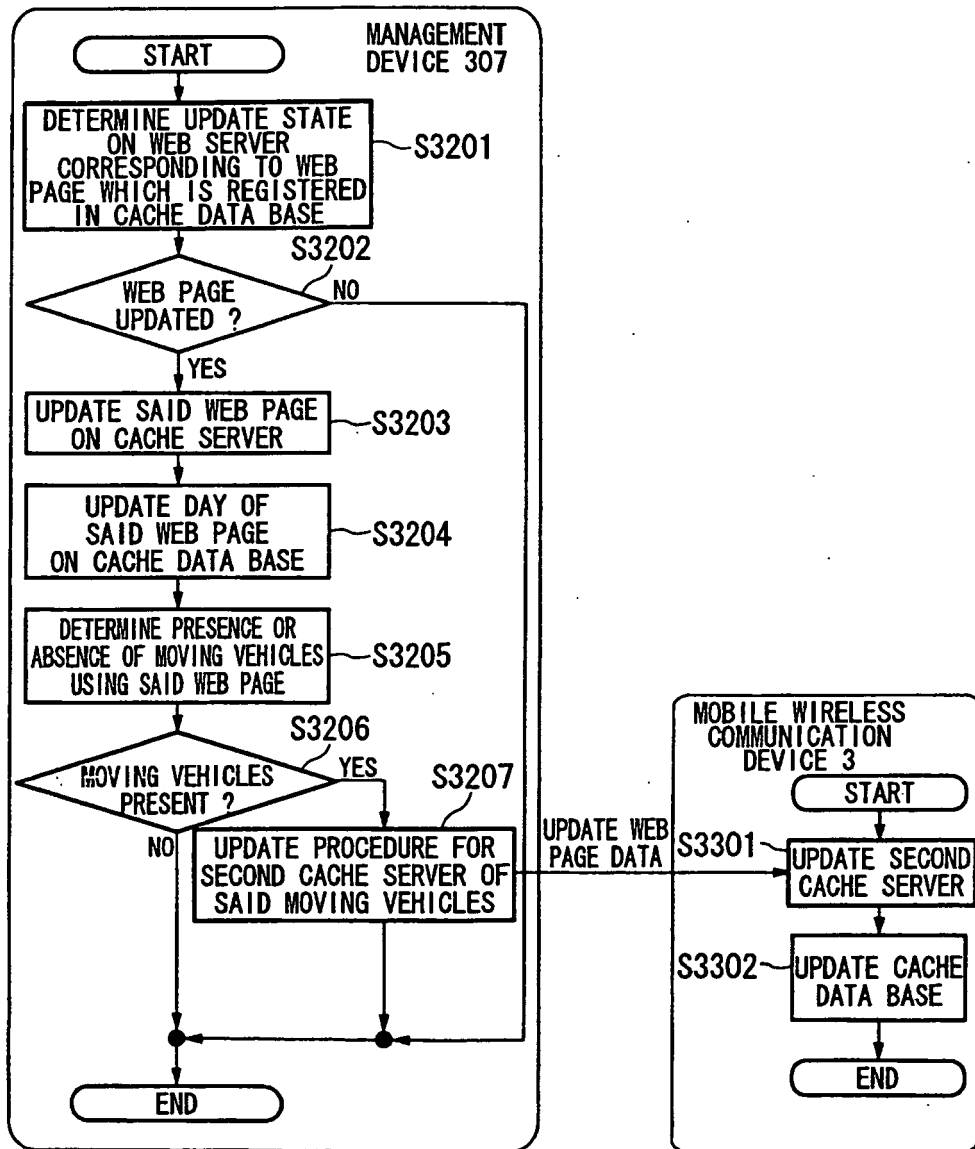 MANAGEMENT
DEVICE 307
START
DETERMINE UPDATE STATE
ON WEB SERVER
CORRESPONDING TO WEB
PAGE WHICH IS REGISTERED
IN CACHE DATA BASE
S3201
S3202
WEB PAGE
UPDATED ?
NO
YES
UPDATE SAID WEB PAGE
ON CACHE SERVER
S3203
UPDATE DAY OF
SAID WEB PAGE
ON CACHE DATA BASE
S3204
DETERMINE PRESENCE OR
ABSENCE OF MOVING VEHICLES
USING SAID WEB PAGE
S3205
S3206
MOVING VEHICLES
PRESENT ?
YES
NO
S3207
UPDATE PROCEDURE FOR
SECOND CACHE SERVER OF
SAID MOVING VEHICLES
END
UPDATE WEB
PAGE DATA
MOBILE WIRELESS
COMMUNICATION
DEVICE 3
START
S3301
UPDATE SECOND
CACHE SERVER
S3302
UPDATE CACHE
DATA BASE
END